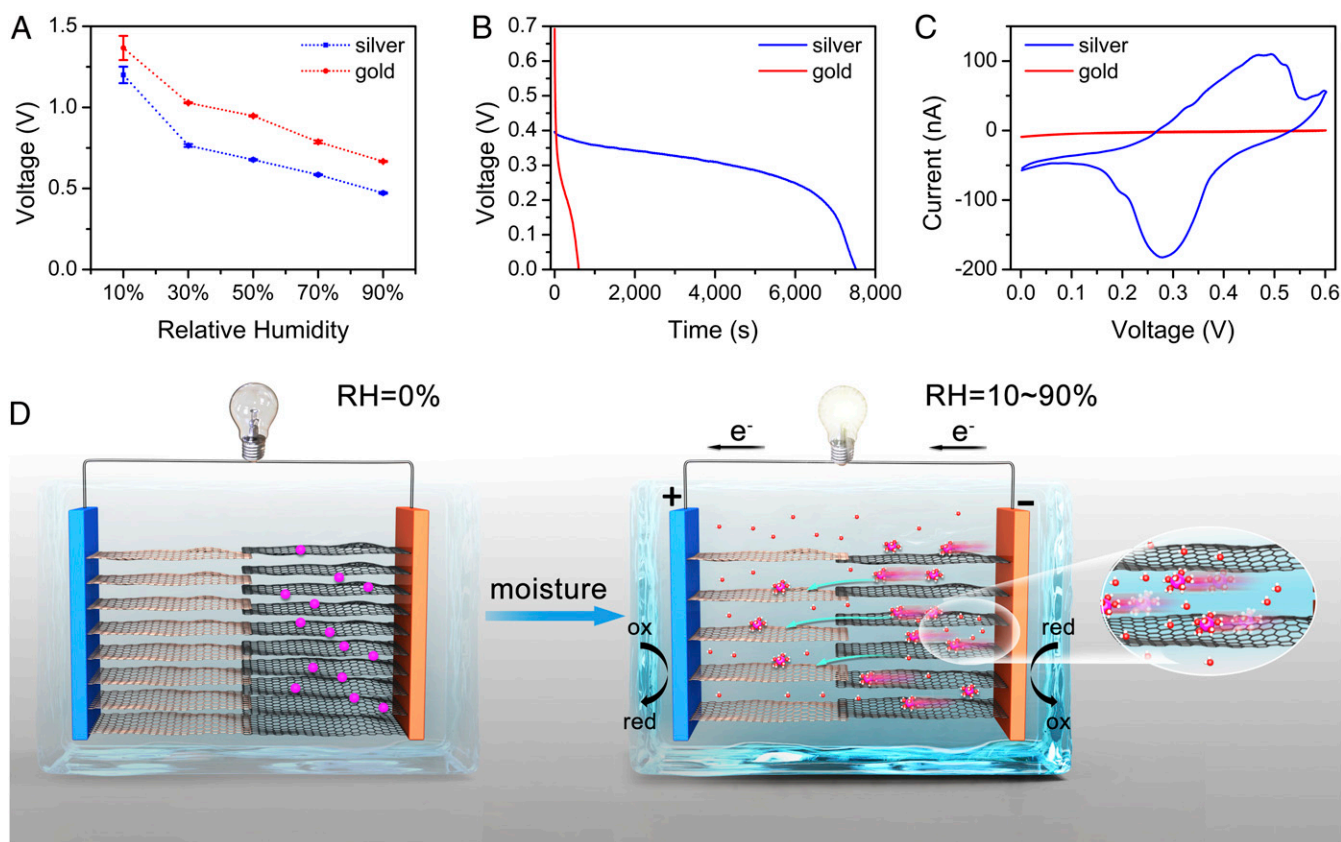 A
1.5
1.0
0.5
0.0
Voltage (V)
silver
gold
10% 30% 50% 70% 90%
Relative Humidity
B
0.7
0.6
0.5
0.4
0.3
0.2
0.1
0.0
Voltage (V)
silver
gold
0 2,000 4,000 6,000 8,000
Time (s)
C
100
0
-100
-200
Current (nA)
silver
gold
0.0 0.1 0.2 0.3 0.4 0.5 0.6
Voltage (V)
D
RH=0%
moisture
RH=10~90%
e-
e-
+
-
ox
red
red
ox